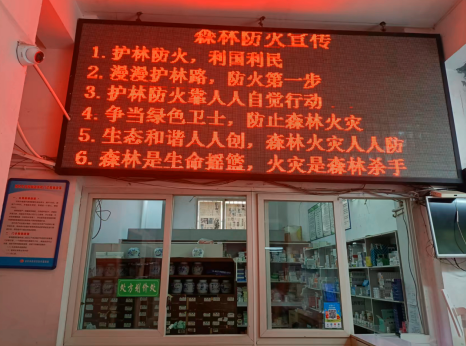 森林防火宣传
1. 护林防火，利国利民
2. 漫漫护林路，防火第一步
3. 护林防火靠人人自觉行动
4. 争当绿色卫士，防止森林火灾
5. 生态和谐人人创，森林火灾人人防
6. 森林是生命摇篮，火灾是森林杀手
处方划价处